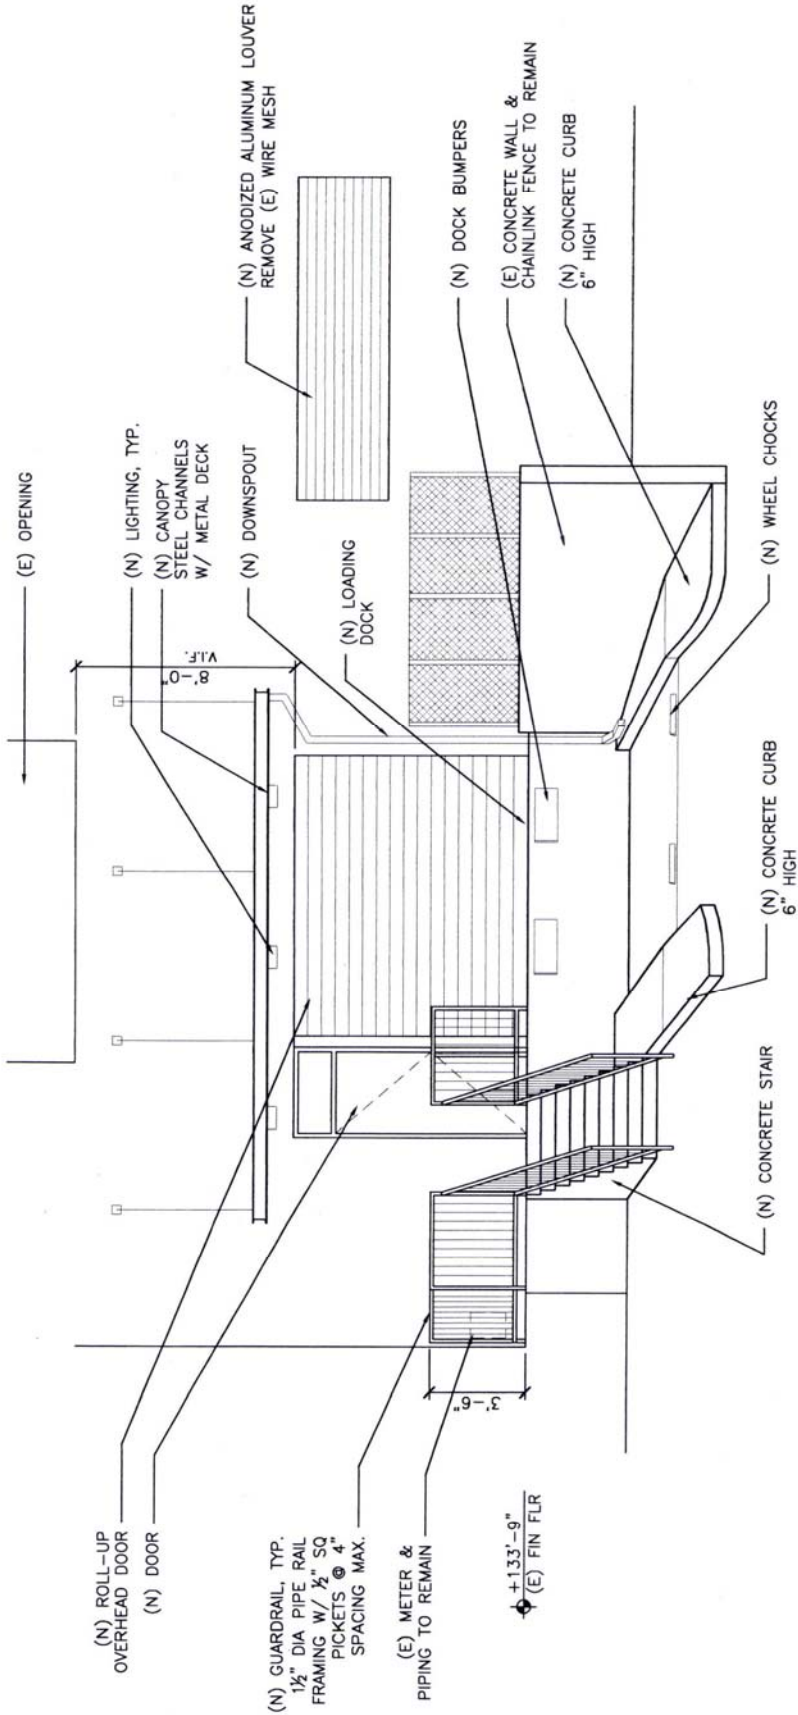 (E) OPENING
(N) LIGHTING, TYP.
(N) CANOPY
STEEL CHANNELS
W/ METAL DECK
(N) DOWNSPOUT
(N) ANODIZED ALUMINUM LOUVER
REMOVE (E) WIRE MESH
8'-0"
V.I.F.
(N) LOADING
DOCK
(N) DOCK BUMPERS
(E) CONCRETE WALL &
CHAINLINK FENCE TO REMAIN
(N) CONCRETE CURB
6" HIGH
(N) WHEEL CHOCKS
(N) CONCRETE CURB
6" HIGH
(N) CONCRETE STAIR
(N) ROLL-UP
OVERHEAD DOOR
(N) DOOR
(N) GUARDRAIL, TYP.
1½" DIA PIPE RAIL
FRAMING W/ ½" SQ
PICKETS @ 4"
SPACING MAX.
(E) METER &
PIPING TO REMAIN
3'-6"
+133'-9"
(E) FIN FLR